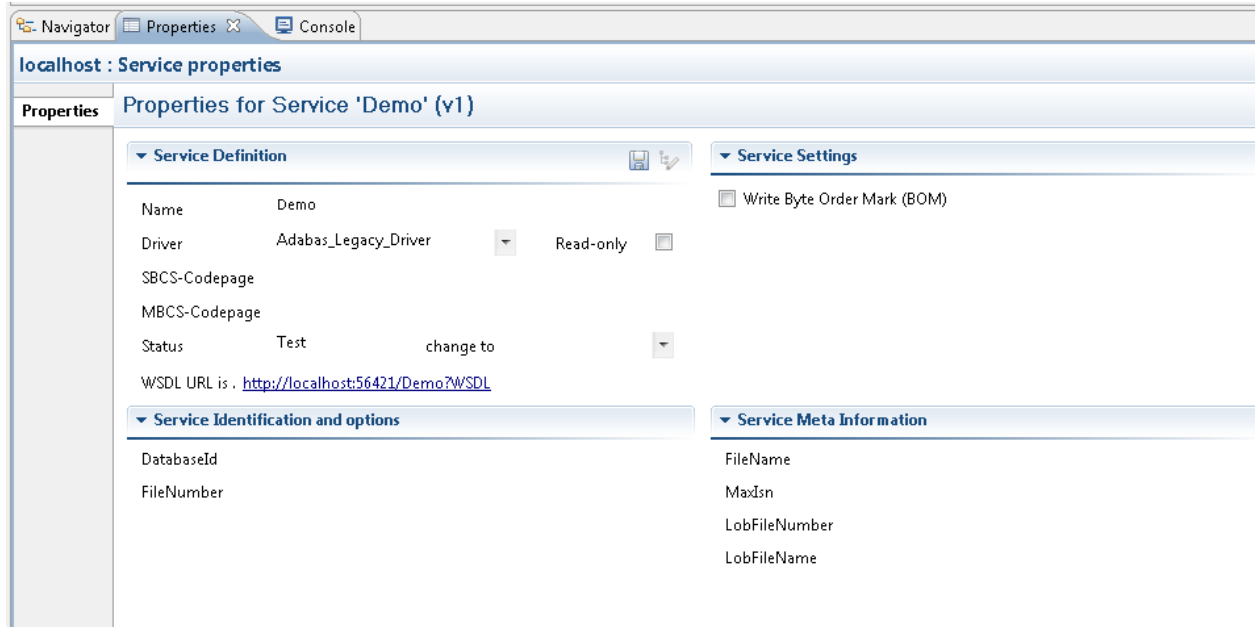 Navigator Properties Console
localhost : Service properties
Properties
Properties for Service 'Demo' (v1)
Service Definition
Name Demo
Driver Adabas_Legacy_Driver Read-only
SBCS-Codepage
MBCS-Codepage
Status Test change to
WSDL URL is . http://localhost:56421/Demo?WSDL
Service Settings
Write Byte Order Mark (BOM)
Service Identification and options
DatabaseId
FileNumber
Service Meta Information
FileName
MaxIsn
LobFileNumber
LobFileName